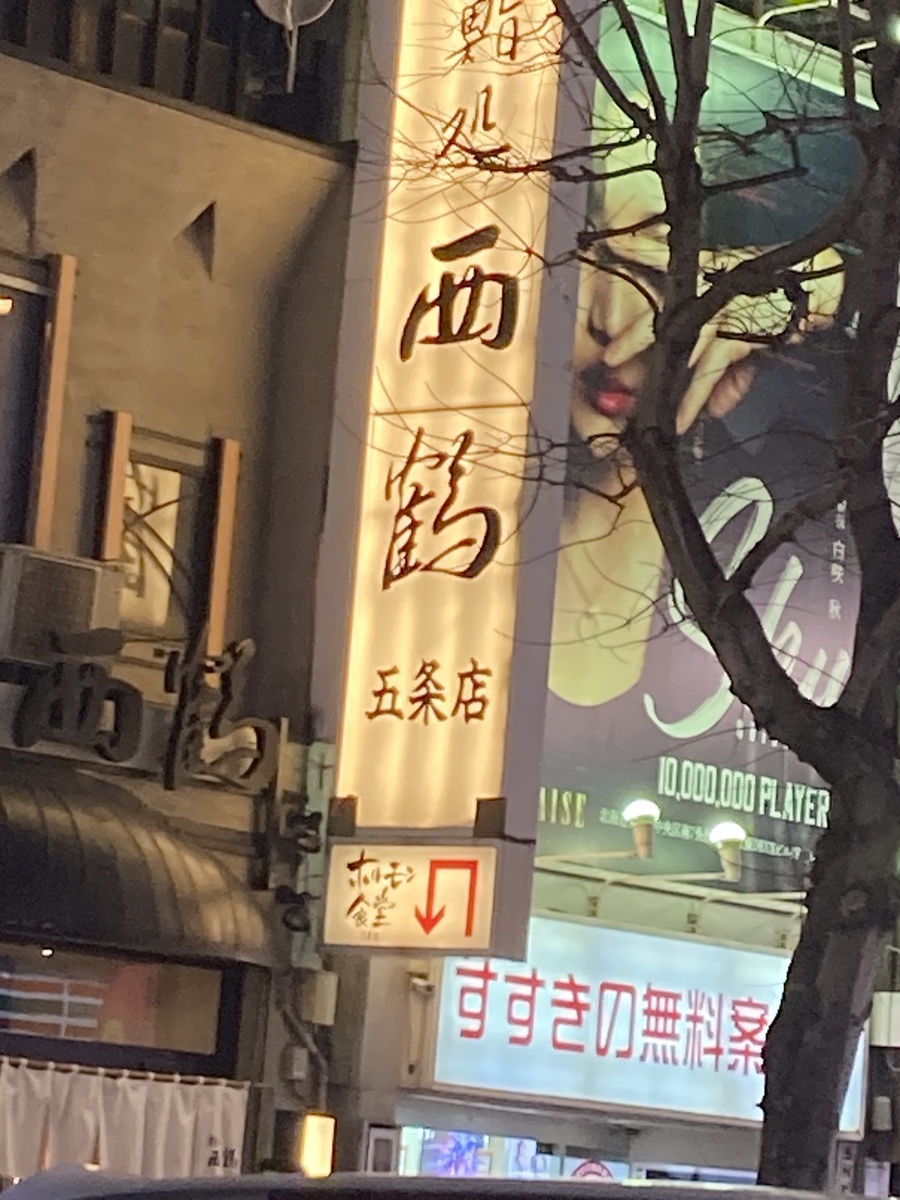 鮨
処
西
鶴
五条店
西鶴
ホルモン
食堂
10,000,000 PLAYER
すすきの無料案